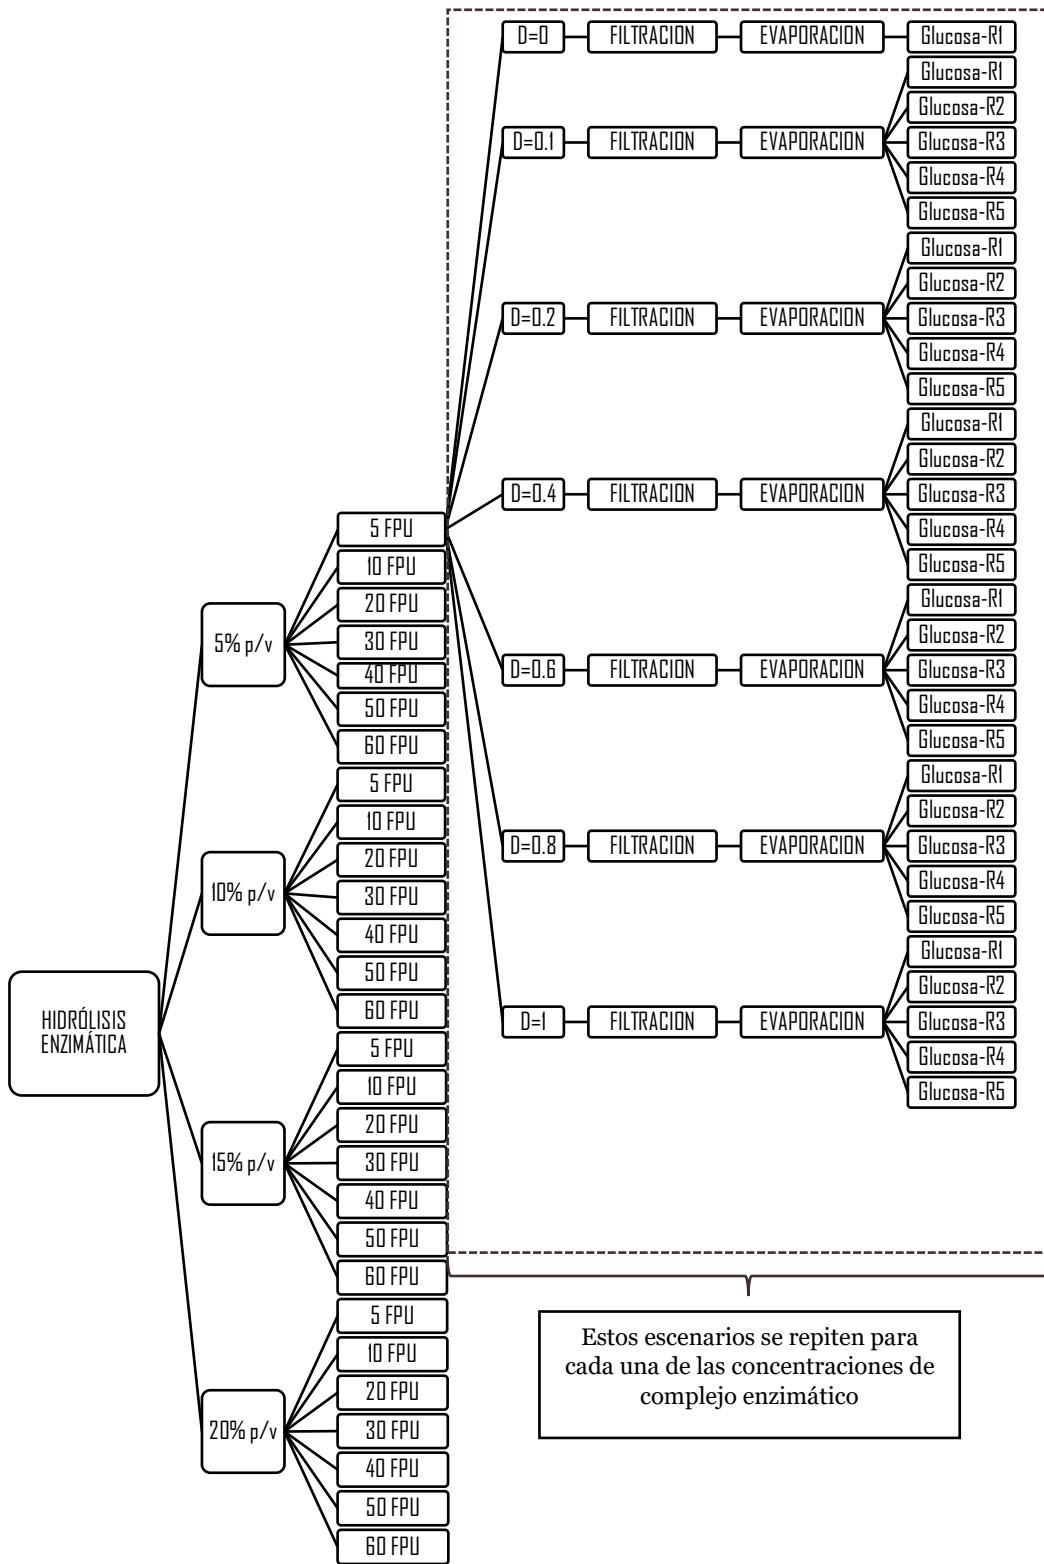 HIDRÓLISIS
ENZIMÁTICA
5% p/v
5 FPU
10 FPU
20 FPU
30 FPU
40 FPU
50 FPU
60 FPU
10% p/v
5 FPU
10 FPU
20 FPU
30 FPU
40 FPU
50 FPU
60 FPU
15% p/v
5 FPU
10 FPU
20 FPU
30 FPU
40 FPU
50 FPU
60 FPU
20% p/v
5 FPU
10 FPU
20 FPU
30 FPU
40 FPU
50 FPU
60 FPU
D=0 FILTRACION EVAPORACION Glucosa-R1
D=0.1 FILTRACION EVAPORACION
Glucosa-R1
Glucosa-R2
Glucosa-R3
Glucosa-R4
Glucosa-R5
D=0.2 FILTRACION EVAPORACION
Glucosa-R1
Glucosa-R2
Glucosa-R3
Glucosa-R4
Glucosa-R5
D=0.4 FILTRACION EVAPORACION
Glucosa-R1
Glucosa-R2
Glucosa-R3
Glucosa-R4
Glucosa-R5
D=0.6 FILTRACION EVAPORACION
Glucosa-R1
Glucosa-R2
Glucosa-R3
Glucosa-R4
Glucosa-R5
D=0.8 FILTRACION EVAPORACION
Glucosa-R1
Glucosa-R2
Glucosa-R3
Glucosa-R4
Glucosa-R5
D=1 FILTRACION EVAPORACION
Glucosa-R1
Glucosa-R2
Glucosa-R3
Glucosa-R4
Glucosa-R5
Estos escenarios se repiten para
cada una de las concentraciones de
complejo enzimático